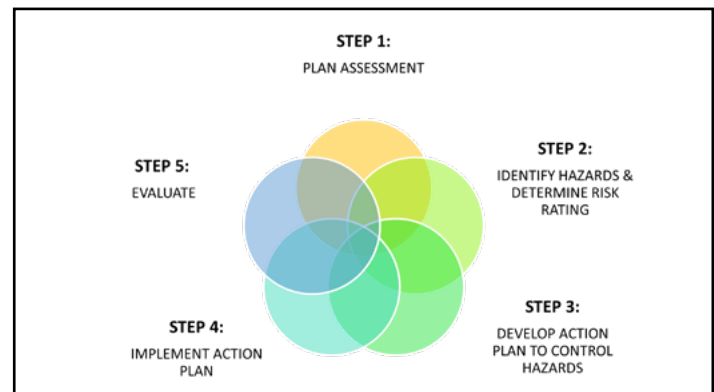 STEP 1:
PLAN ASSESSMENT
STEP 2:
IDENTIFY HAZARDS &
DETERMINE RISK
RATING
STEP 3:
DEVELOP ACTION
PLAN TO CONTROL
HAZARDS
STEP 4:
IMPLEMENT ACTION
PLAN
STEP 5:
EVALUATE